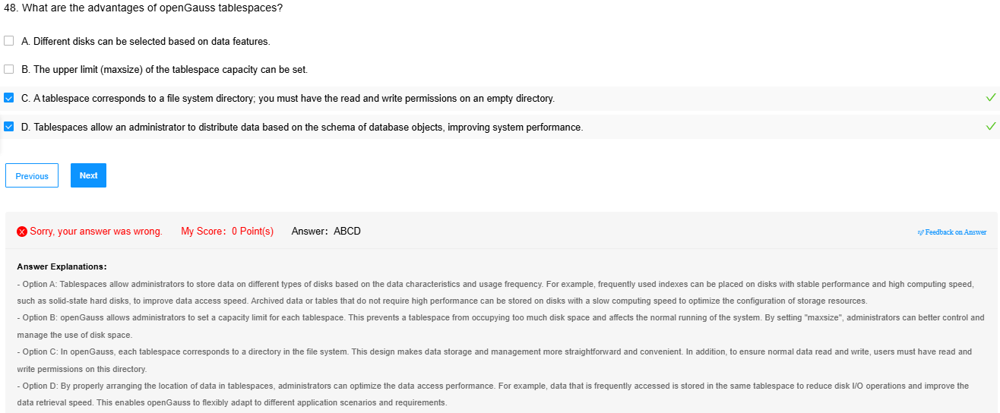 48. What are the advantages of openGauss tablespaces?
A. Different disks can be selected based on data features.
B. The upper limit (maxsize) of the tablespace capacity can be set.
C. A tablespace corresponds to a file system directory; you must have the read and write permissions on an empty directory.
D. Tablespaces allow an administrator to distribute data based on the schema of database objects, improving system performance.
Previous Next
Sorry, your answer was wrong. My Score: 0 Point(s) Answer: ABCD Feedback on Answer
Answer Explanations:
- Option A: Tablespaces allow administrators to store data on different types of disks based on the data characteristics and usage frequency. For example, frequently used indexes can be placed on disks with stable performance and high computing speed,
such as solid-state hard disks, to improve data access speed. Archived data or tables that do not require high performance can be stored on disks with a slow computing speed to optimize the configuration of storage resources.
- Option B: openGauss allows administrators to set a capacity limit for each tablespace. This prevents a tablespace from occupying too much disk space and affects the normal running of the system. By setting "maxsize", administrators can better control and
manage the use of disk space.
- Option C: In openGauss, each tablespace corresponds to a directory in the file system. This design makes data storage and management more straightforward and convenient. In addition, to ensure normal data read and write, users must have read and
write permissions on this directory.
- Option D: By properly arranging the location of data in tablespaces, administrators can optimize the data access performance. For example, data that is frequently accessed is stored in the same tablespace to reduce disk I/O operations and improve the
data retrieval speed. This enables openGauss to flexibly adapt to different application scenarios and requirements.